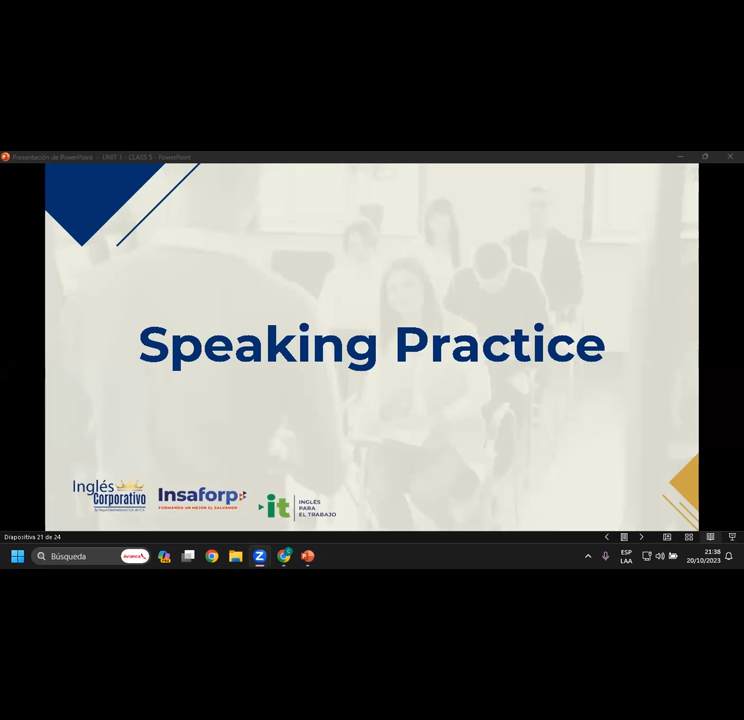 Presentación de PowerPoint - UNIT 1 - CLASS 5 - PowerPoint
Speaking Practice
Inglés
Corporativo
Insaforp
FORMANDO UN MEJOR EL SALVADOR
it
INGLÉS
PARA
EL TRABAJO
Diapositiva 21 de 24
Búsqueda
Avianca
ESP
LAA
21:38
20/10/2023